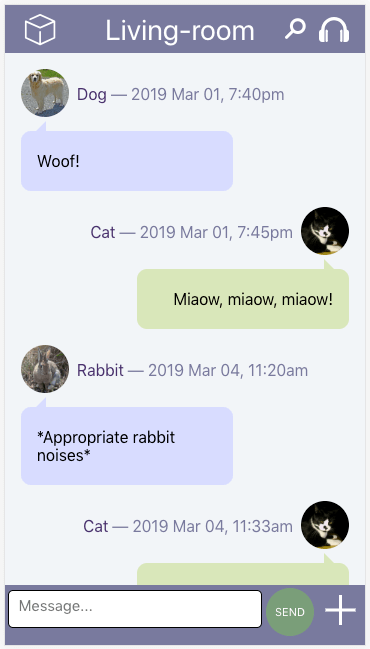 Living-room
Dog — 2019 Mar 01, 7:40pm
Woof!
Cat — 2019 Mar 01, 7:45pm
Miaow, miaow, miaow!
Rabbit — 2019 Mar 04, 11:20am
*Appropriate rabbit
noises*
Cat — 2019 Mar 04, 11:33am
Message...
SEND